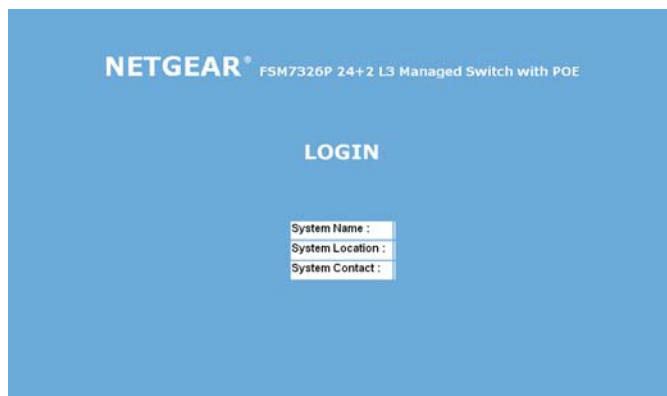 NETGEAR® FSM7326P 24+2 L3 Managed Switch with POE
LOGIN
System Name :
System Location :
System Contact :